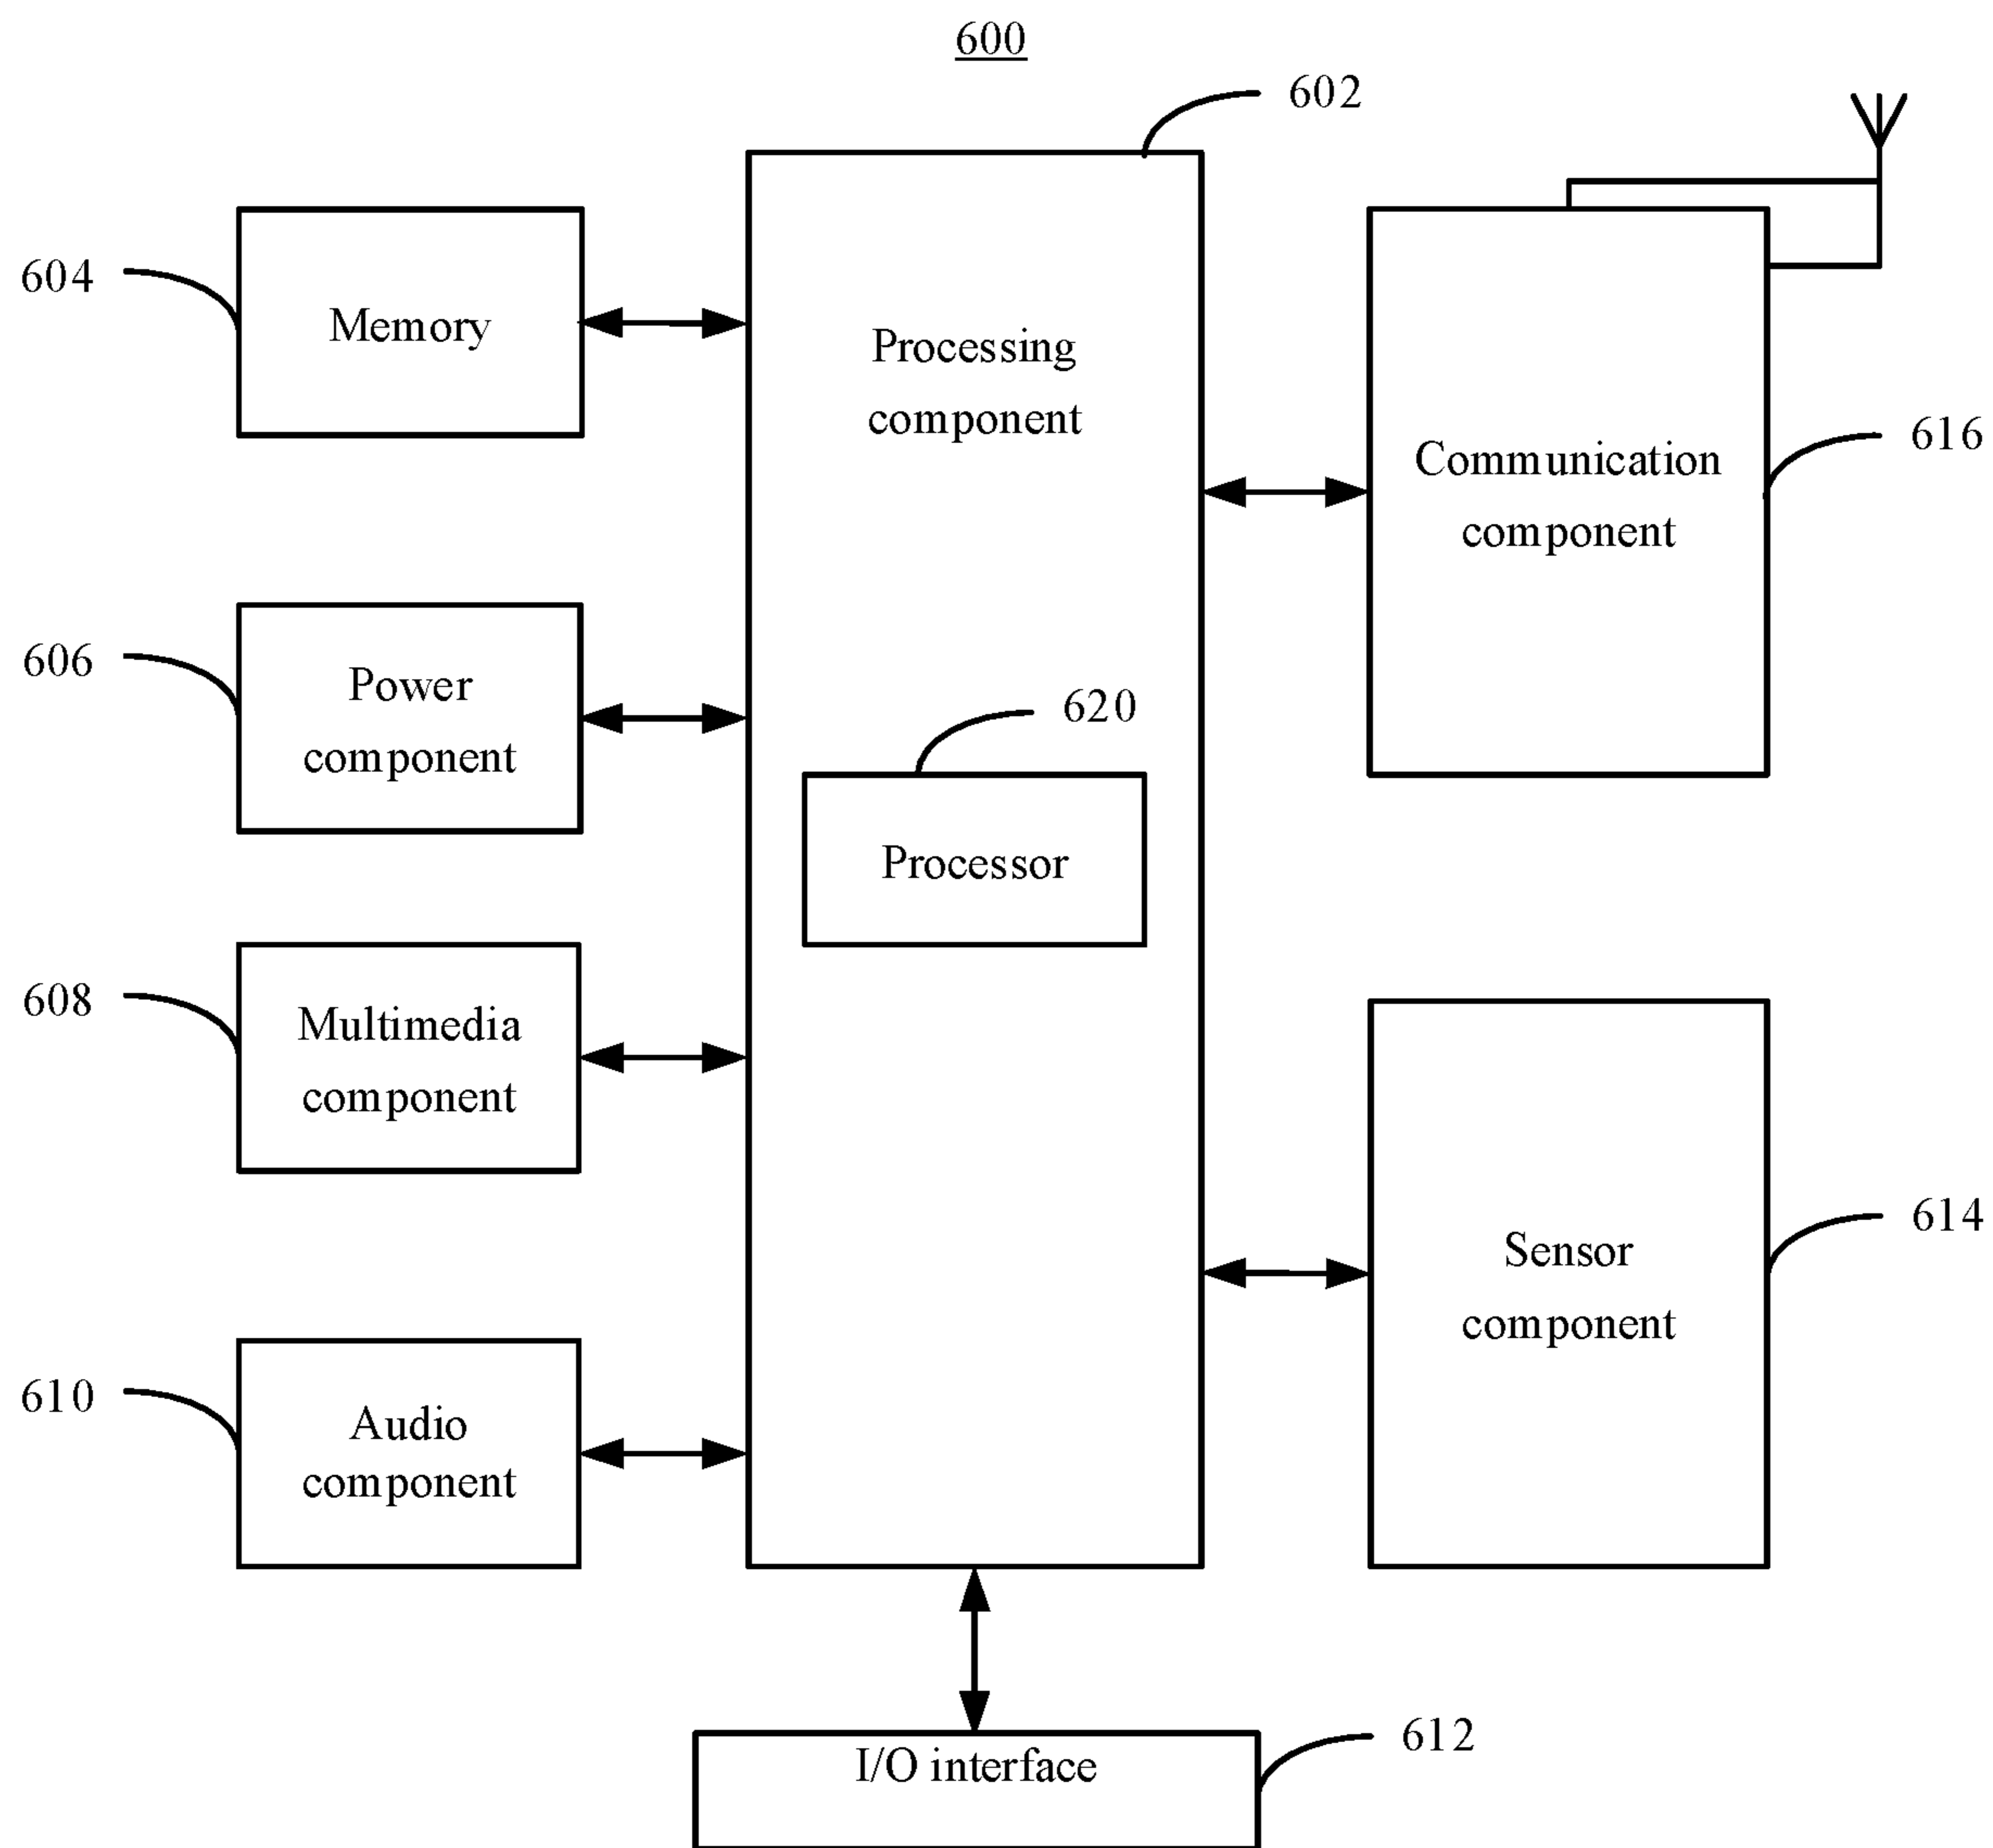 600
602
604
Memory
Processing
component
Communication
component
616
606
Power
component
620
Processor
608
Multimedia
component
614
Sensor
component
610
Audio
component
612
I/O interface